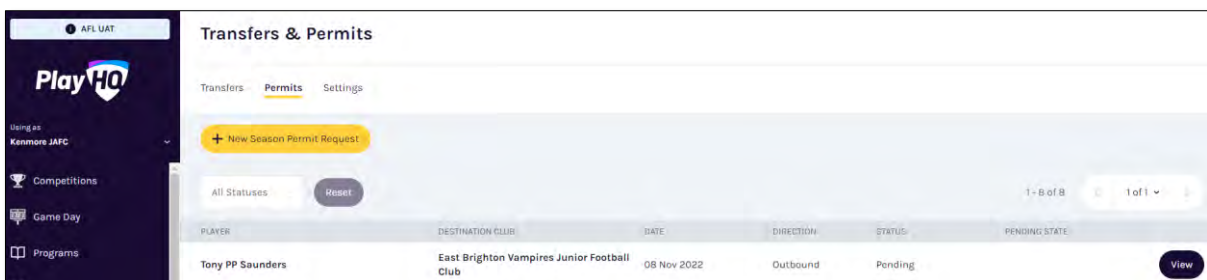 AFL UAT
PlayHQ
Using as
Kenmore JAFC
Competitions
Game Day
Programs
Transfers & Permits
Transfers Permits Settings
+ New Season Permit Request
All Statuses Reset 1 - 8 of 8 1 of 1
PLAYER DESTINATION CLUB DATE DIRECTION STATUS PENDING STATE
Tony PP Saunders East Brighton Vampires Junior Football 08 Nov 2022 Outbound Pending View
Club